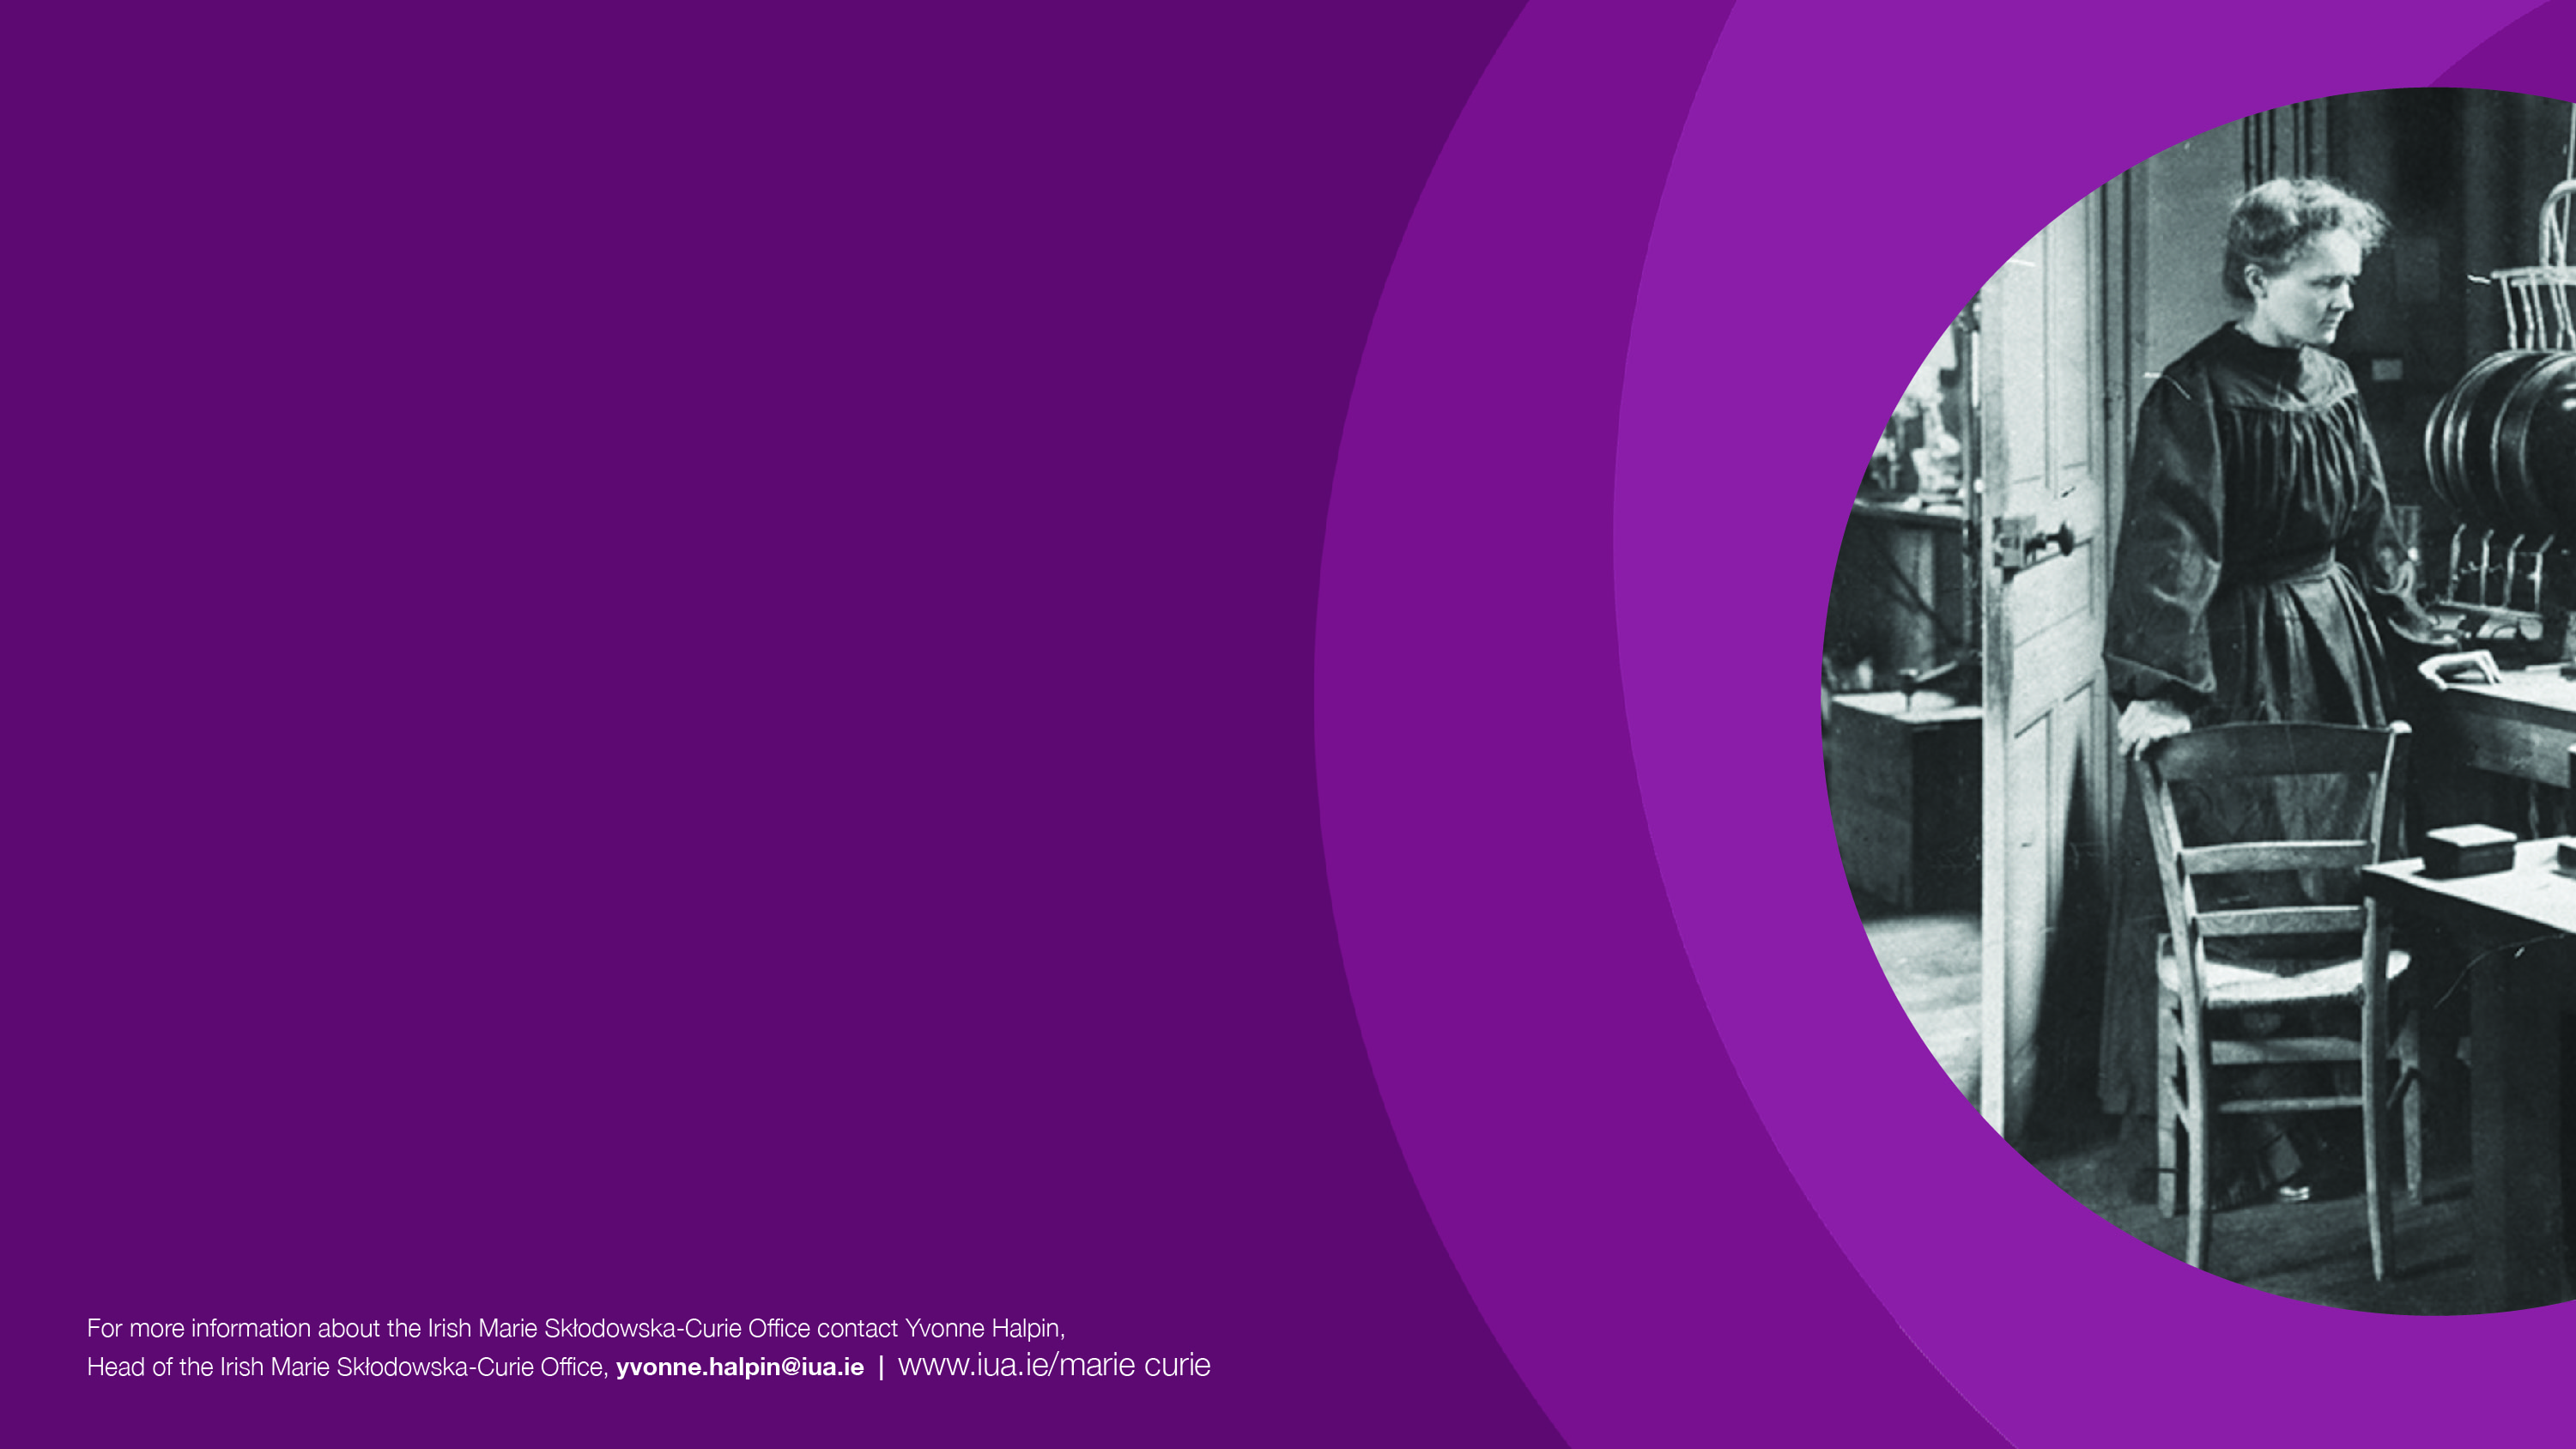 For more information about the Irish Marie Skłodowska-Curie Office contact Yvonne Halpin,
Head of the Irish Marie Skłodowska-Curie Office, yvonne.halpin@iua.ie | www.iua.ie/marie curie